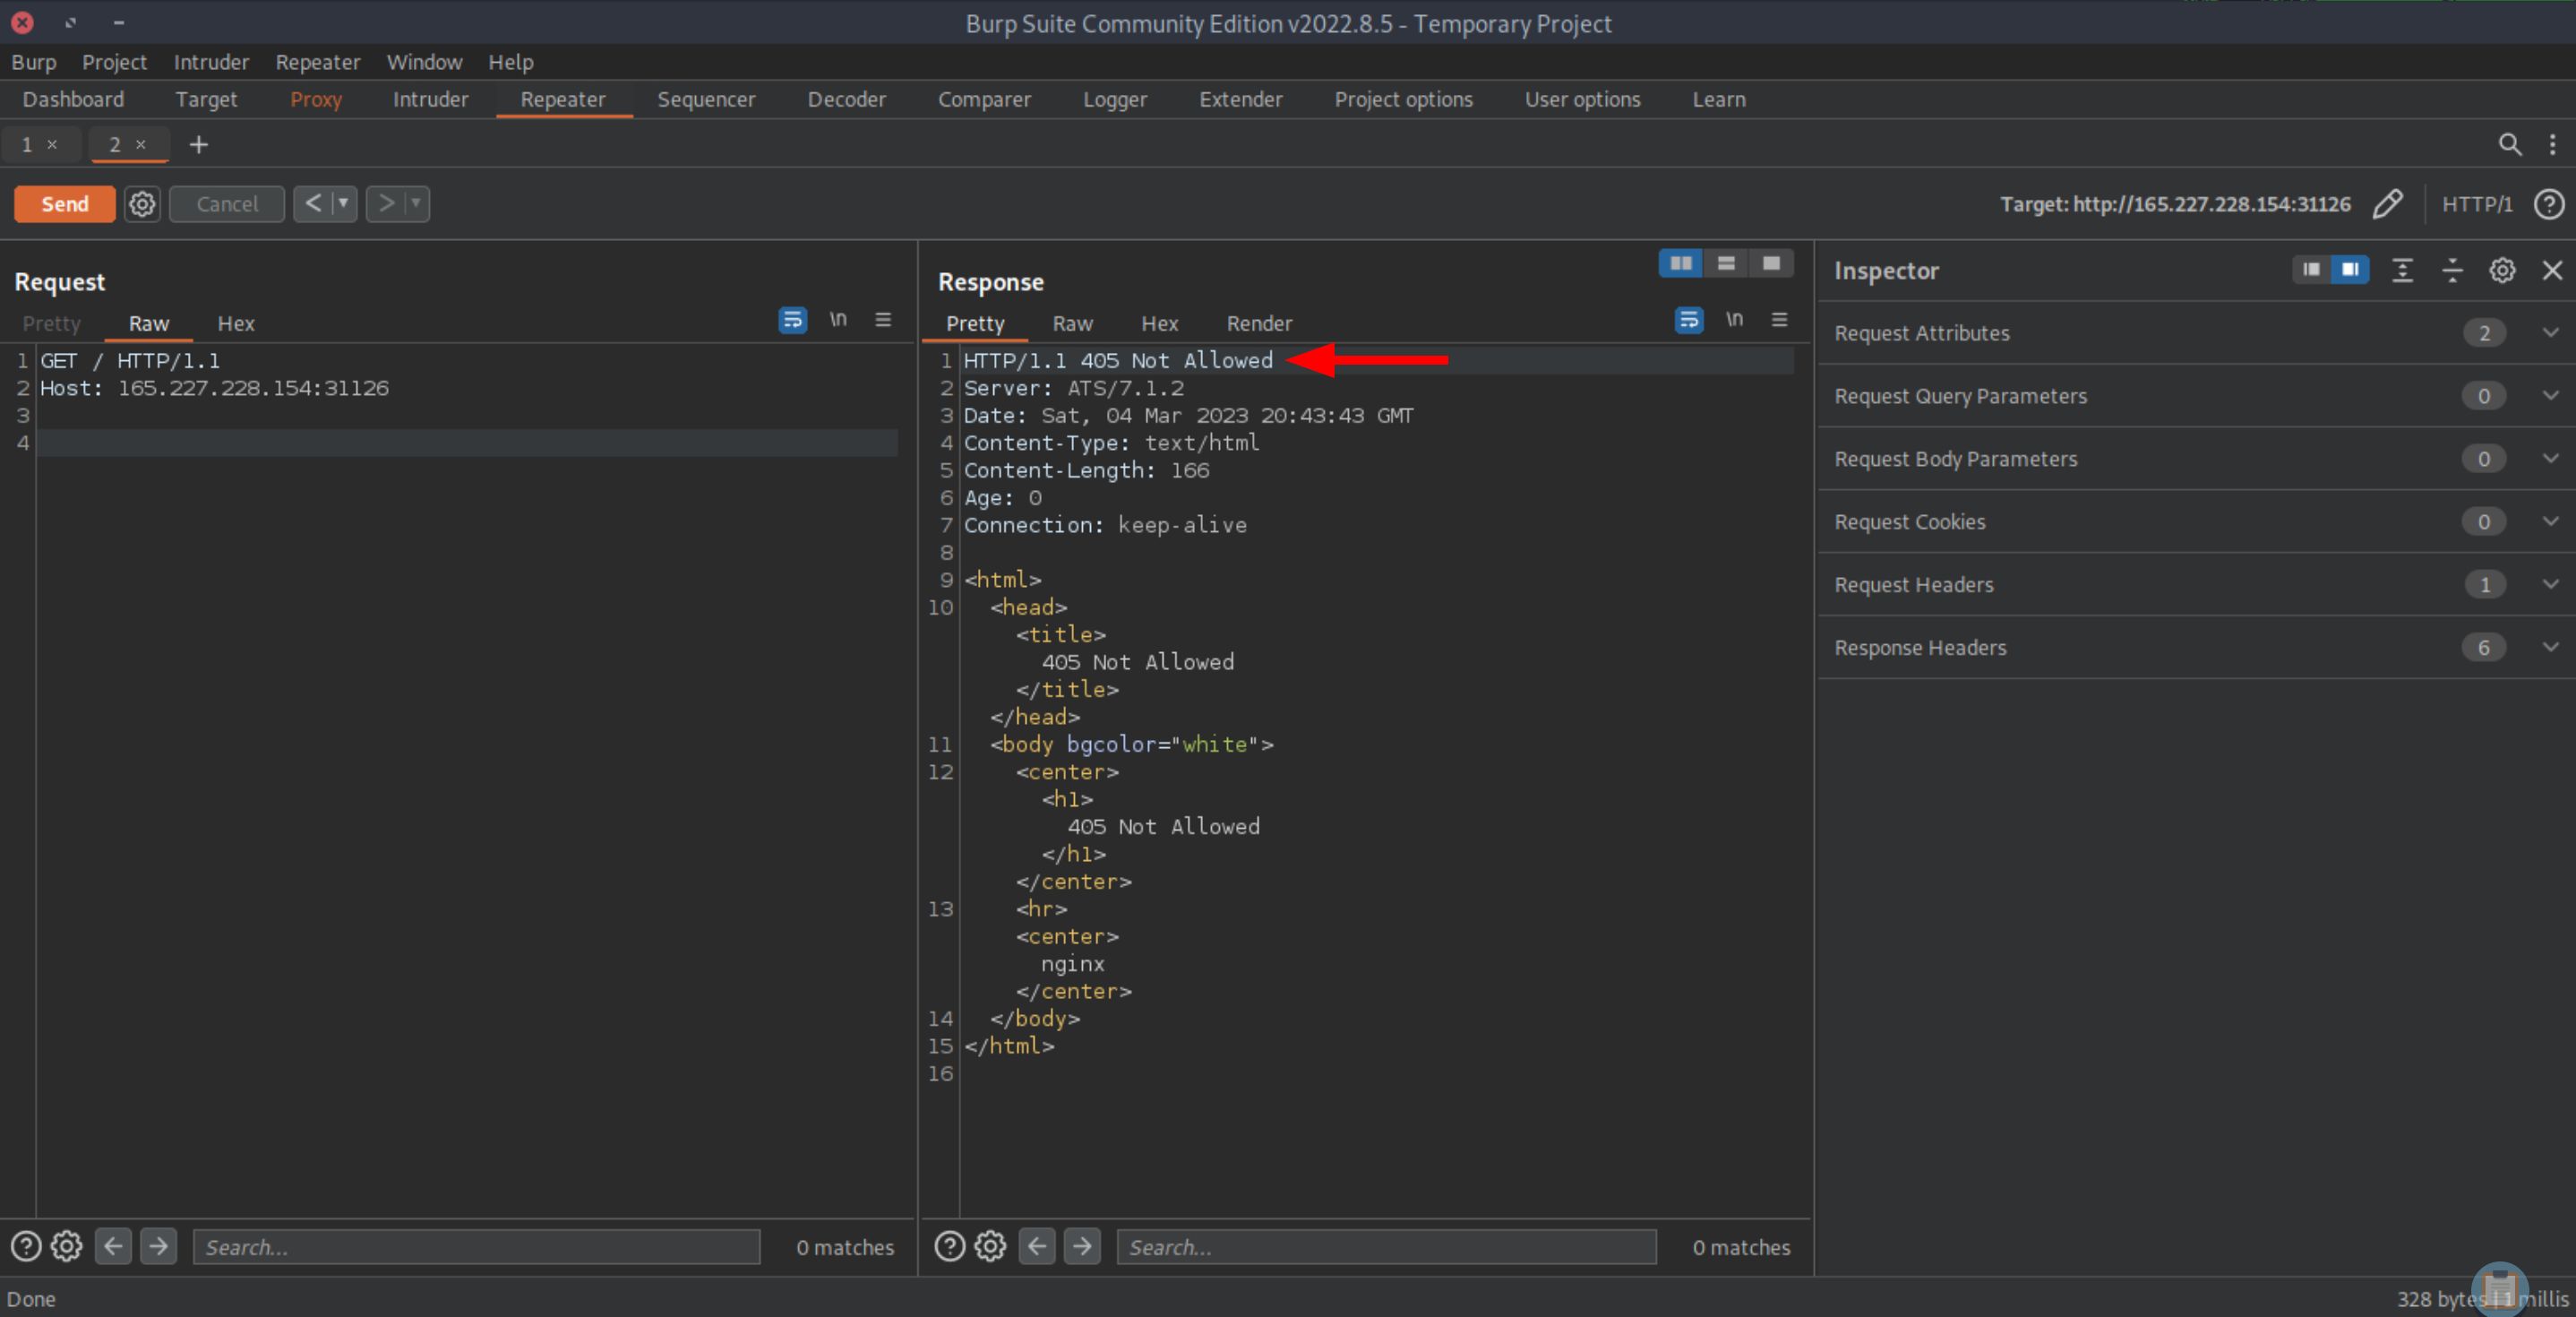 Burp Suite Community Edition v2022.8.5 - Temporary Project
Burp Project Intruder Repeater Window Help
Dashboard Target Proxy Intruder Repeater Sequencer Decoder Comparer Logger Extender Project options User options Learn
1 × 2 × +
Send Cancel < > Target: http://165.227.228.154:31126 HTTP/1 ?
Request
Pretty Raw Hex \n
1 GET / HTTP/1.1
2 Host: 165.227.228.154:31126
3
4
? Search... 0 matches
Response
Pretty Raw Hex Render \n
1 HTTP/1.1 405 Not Allowed
2 Server: ATS/7.1.2
3 Date: Sat, 04 Mar 2023 20:43:43 GMT
4 Content-Type: text/html
5 Content-Length: 166
6 Age: 0
7 Connection: keep-alive
8
9 <html>
10 <head>
<title>
405 Not Allowed
</title>
</head>
11 <body bgcolor="white">
12 <center>
<h1>
405 Not Allowed
</h1>
</center>
13 <hr>
<center>
nginx
</center>
14 </body>
15 </html>
16
? Search... 0 matches
Inspector
Request Attributes 2
Request Query Parameters 0
Request Body Parameters 0
Request Cookies 0
Request Headers 1
Response Headers 6
Done
328 bytes | 1 millis